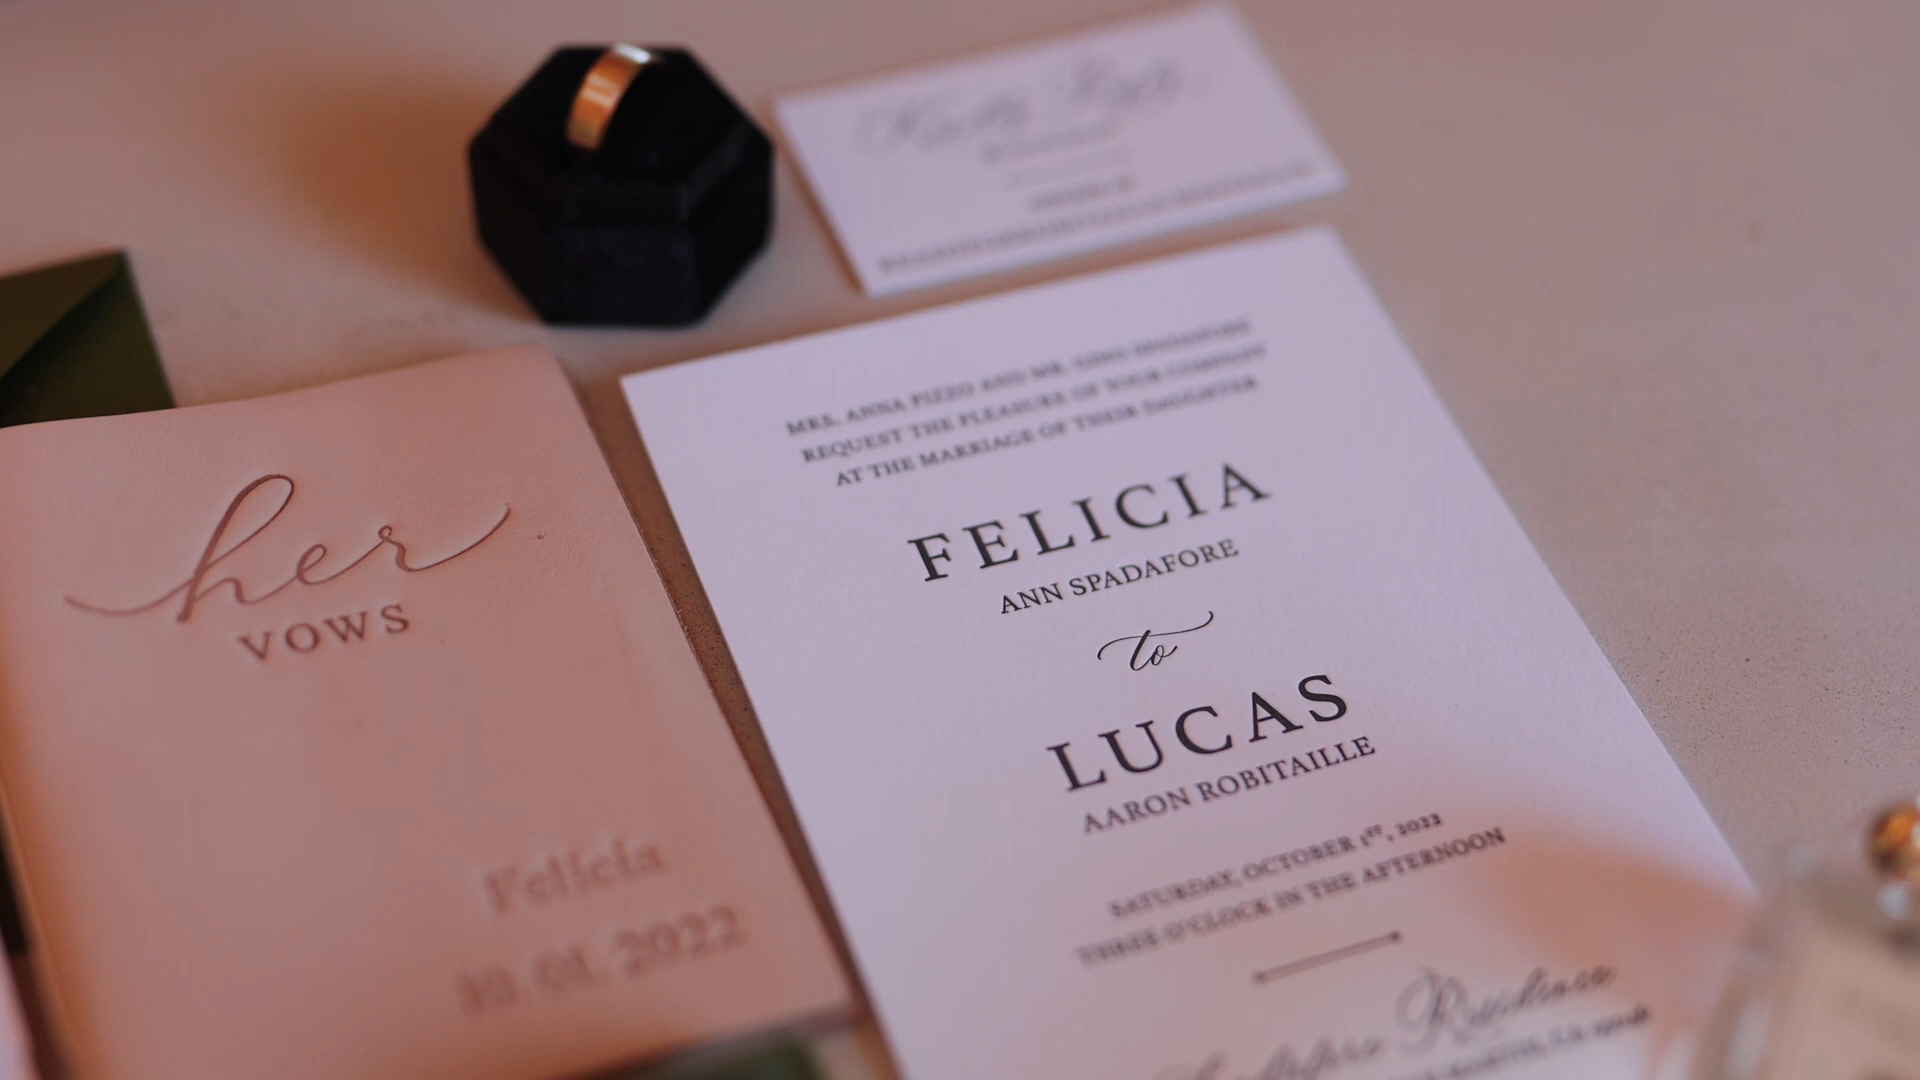 her
VOWS
Felicia
10.01.2022
MRS. ANNA PIZZO AND MR. GINO SPADAFORE
REQUEST THE PLEASURE OF YOUR COMPANY
AT THE MARRIAGE OF THEIR DAUGHTER
FELICIA
ANN SPADAFORE
to
LUCAS
AARON ROBITAILLE
SATURDAY, OCTOBER 1ST, 2022
THREE O'CLOCK IN THE AFTERNOON
Spadafore Residence